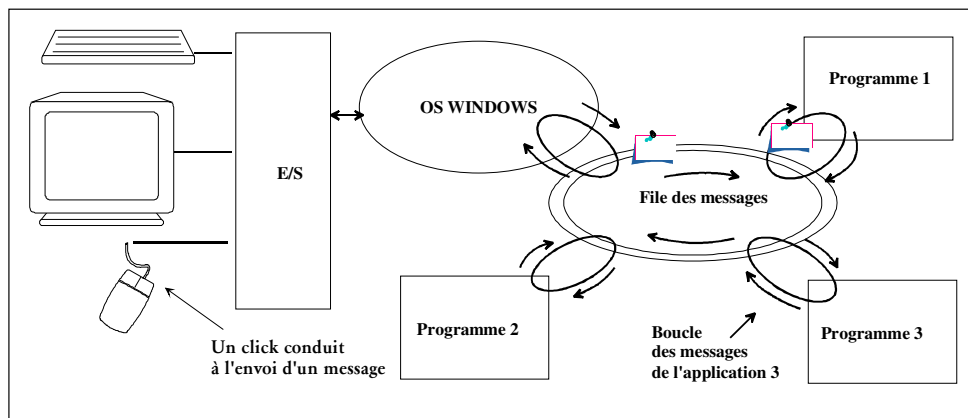 Programme 1
OS WINDOWS
E/S
File des messages
Programme 2
Programme 3
Boucle
des messages
de l'application 3
Un click conduit
à l'envoi d'un message